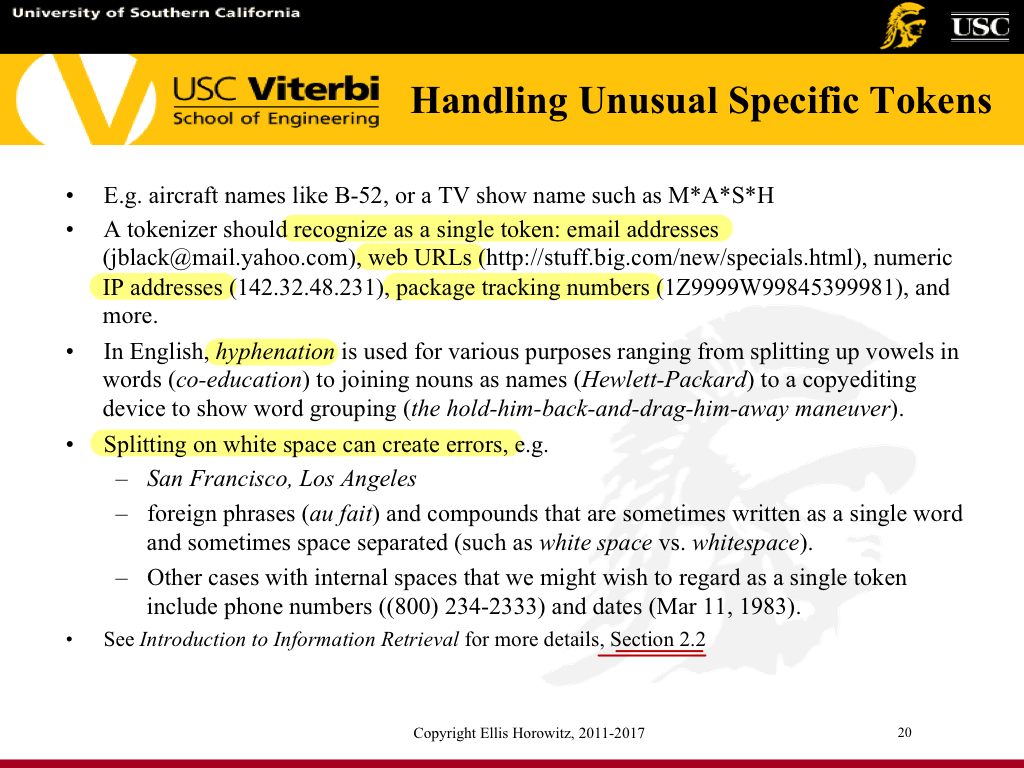 University of Southern California
USC
USC Viterbi
School of Engineering
Handling Unusual Specific Tokens
• E.g. aircraft names like B-52, or a TV show name such as M*A*S*H
• A tokenizer should recognize as a single token: email addresses
(jblack@mail.yahoo.com), web URLs (http://stuff.big.com/new/specials.html), numeric
IP addresses (142.32.48.231), package tracking numbers (1Z9999W99845399981), and
more.
• In English, hyphenation is used for various purposes ranging from splitting up vowels in
words (co-education) to joining nouns as names (Hewlett-Packard) to a copyediting
device to show word grouping (the hold-him-back-and-drag-him-away maneuver).
• Splitting on white space can create errors, e.g.
– San Francisco, Los Angeles
– foreign phrases (au fait) and compounds that are sometimes written as a single word
and sometimes space separated (such as white space vs. whitespace).
– Other cases with internal spaces that we might wish to regard as a single token
include phone numbers ((800) 234-2333) and dates (Mar 11, 1983).
• See Introduction to Information Retrieval for more details, Section 2.2
Copyright Ellis Horowitz, 2011-2017
20